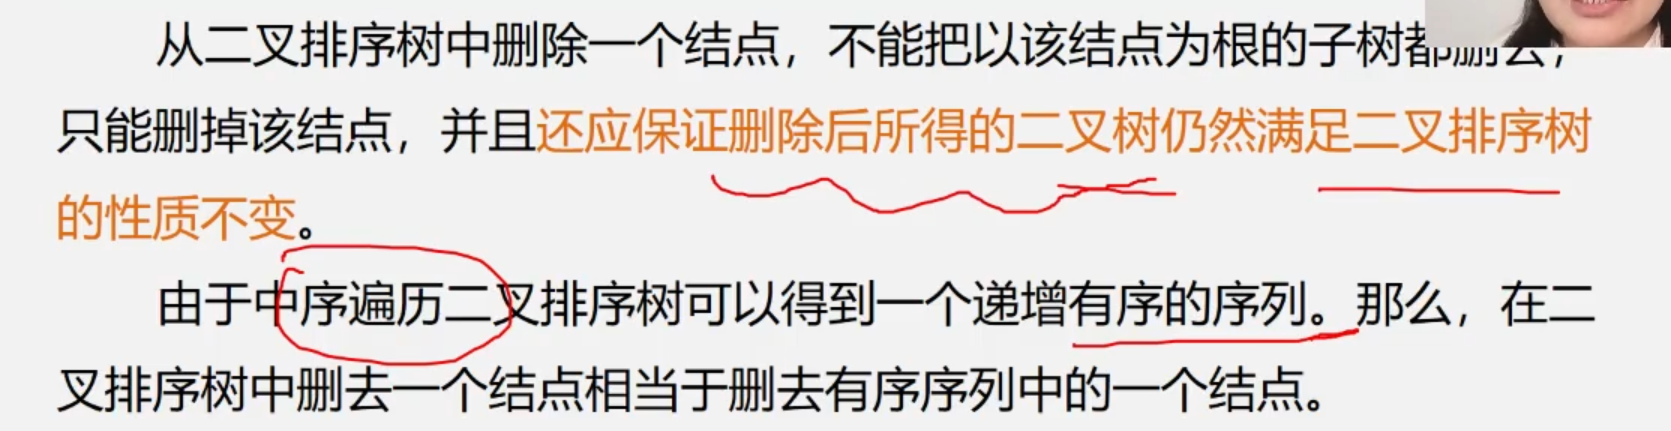 从二叉排序树中删除一个结点，不能把以该结点为根的子树都删去，
只能删掉该结点，并且还应保证删除后所得的二叉树仍然满足二叉排序树
的性质不变。
由于中序遍历二叉排序树可以得到一个递增有序的序列。那么，在二
叉排序树中删去一个结点相当于删去有序序列中的一个结点。